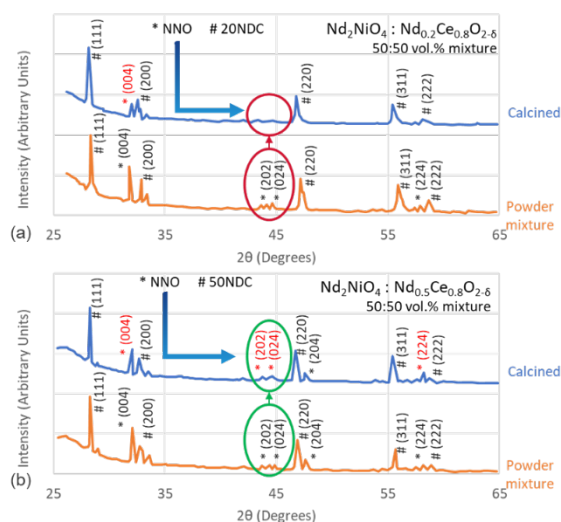 * NNO # 20NDC
Nd₂NiO₄ : Nd₀.₂Ce₀.₈O₂₋δ
50:50 vol.% mixture
# (111)
* (004)
# (200)
# (220)
# (311)
# (222)
Calcined
# (111)
* (004)
# (200)
* (202)
* (024)
# (220)
# (311)
* (224)
# (222)
Powder
mixture
Intensity (Arbitrary Units)
(a)
25 35 45 55 65
2θ (Degrees)
* NNO # 50NDC
Nd₂NiO₄ : Nd₀.₅Ce₀.₈O₂₋δ
50:50 vol.% mixture
# (111)
* (004)
# (200)
* (202)
* (024)
# (220)
* (204)
# (311)
* (224)
# (222)
Calcined
# (111)
* (004)
# (200)
* (202)
* (024)
# (220)
* (204)
# (311)
* (224)
# (222)
Powder
mixture
Intensity (Arbitrary Units)
(b)
25 35 45 55 65
2θ (Degrees)